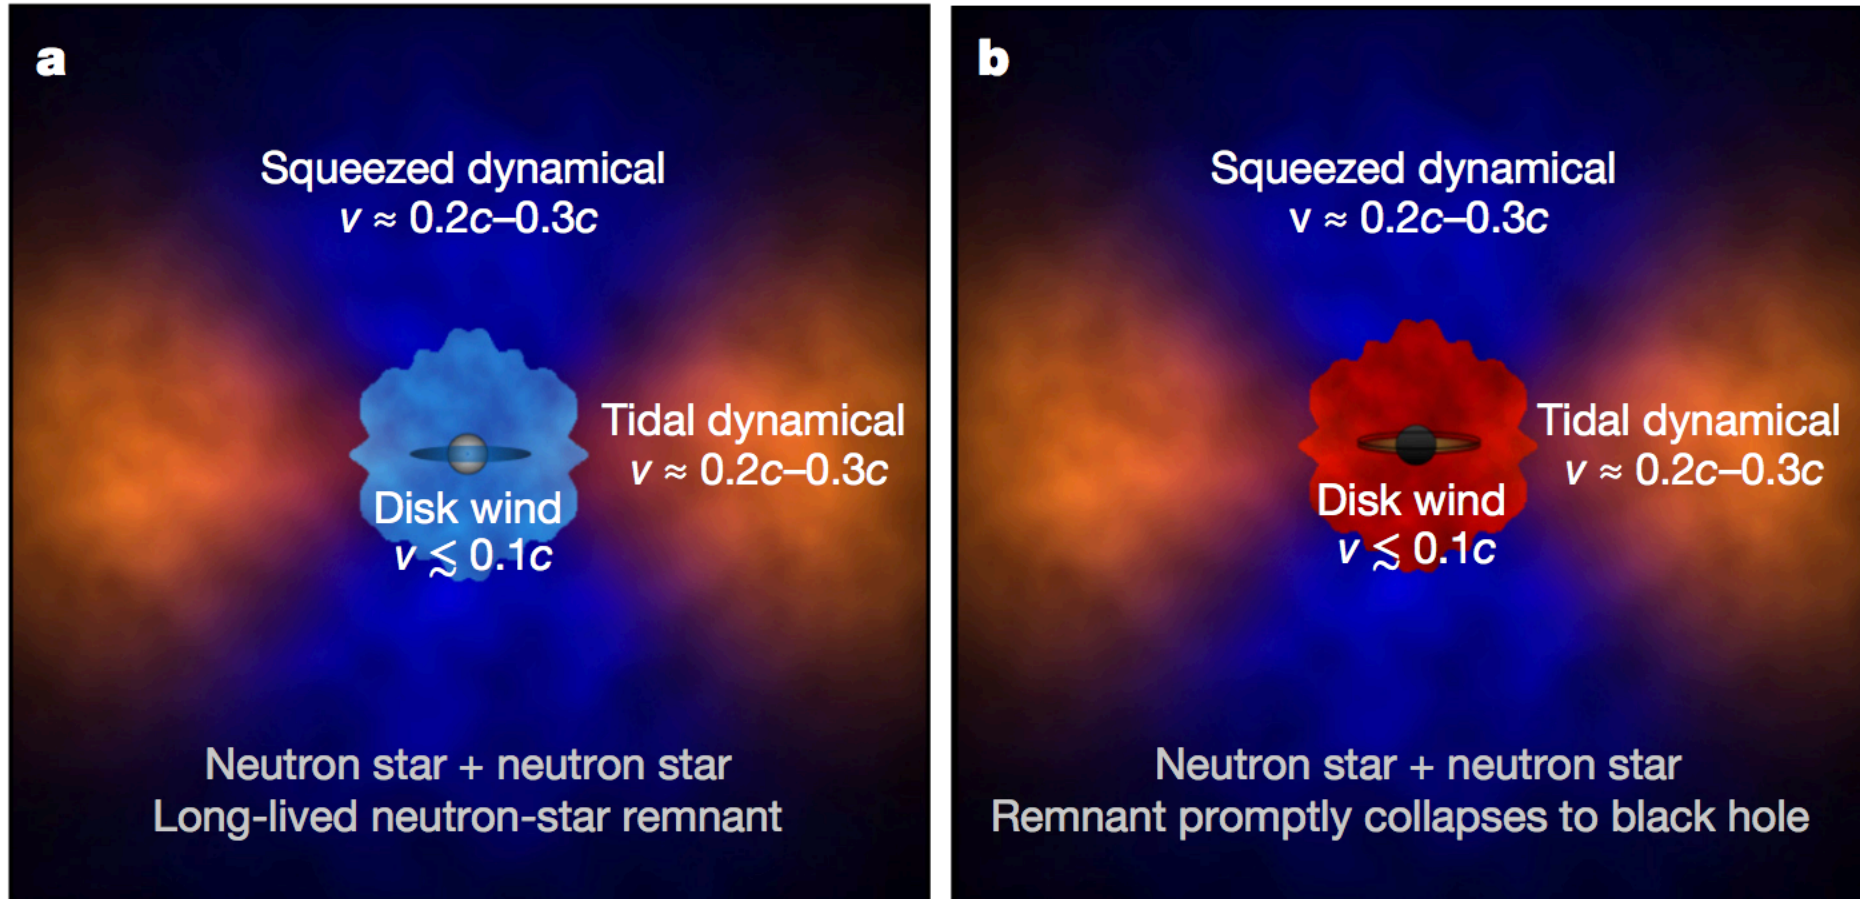 a
Squeezed dynamical
v ≈ 0.2c–0.3c
Tidal dynamical
v ≈ 0.2c–0.3c
Disk wind
v ≲ 0.1c
Neutron star + neutron star
Long-lived neutron-star remnant
b
Squeezed dynamical
v ≈ 0.2c–0.3c
Tidal dynamical
v ≈ 0.2c–0.3c
Disk wind
v ≲ 0.1c
Neutron star + neutron star
Remnant promptly collapses to black hole